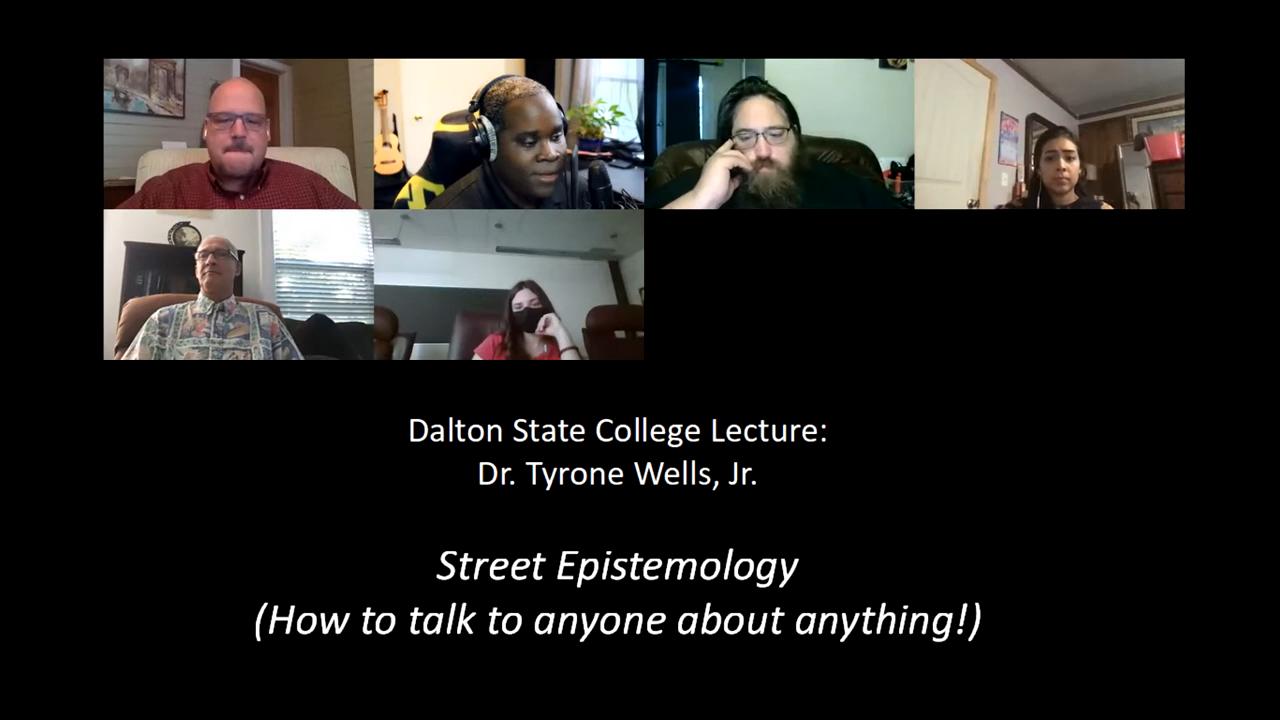 Dalton State College Lecture:
Dr. Tyrone Wells, Jr.
Street Epistemology
(How to talk to anyone about anything!)